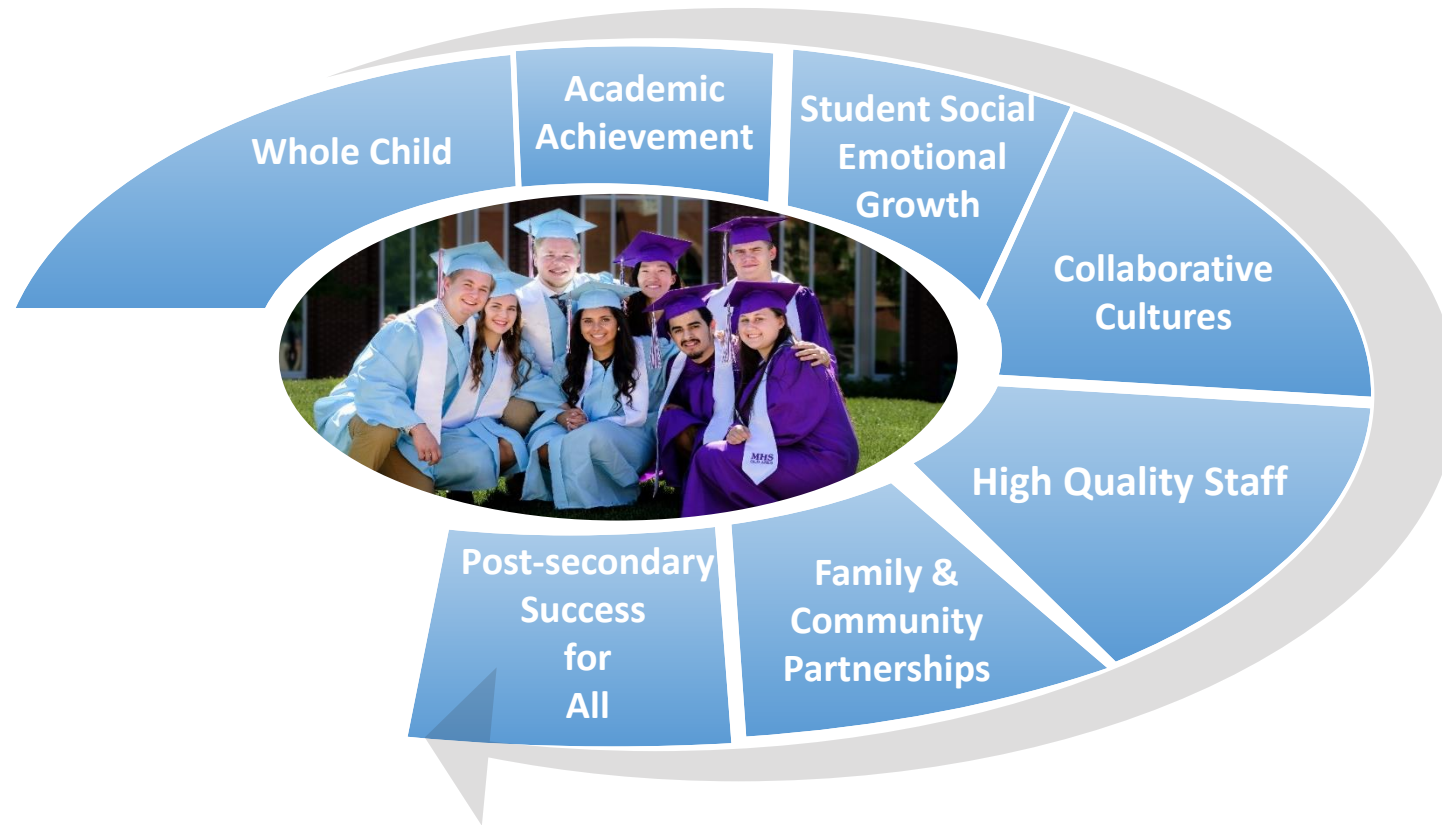 Whole Child
Academic
Achievement
Student Social
Emotional
Growth
Collaborative
Cultures
High Quality Staff
Family &
Community
Partnerships
Post-secondary
Success
for
All
MHS